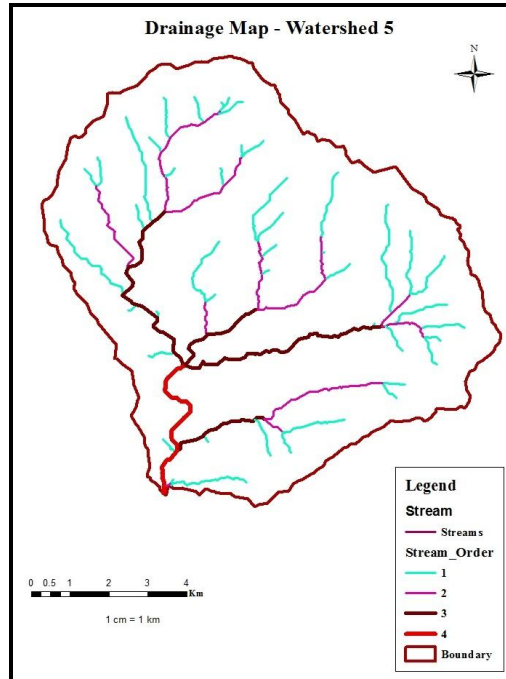 Drainage Map - Watershed 5
N
Legend
Stream
Streams
Stream_Order
1
2
3
4
Boundary
0 0.5 1 2 3 4
Km
1 cm = 1 km